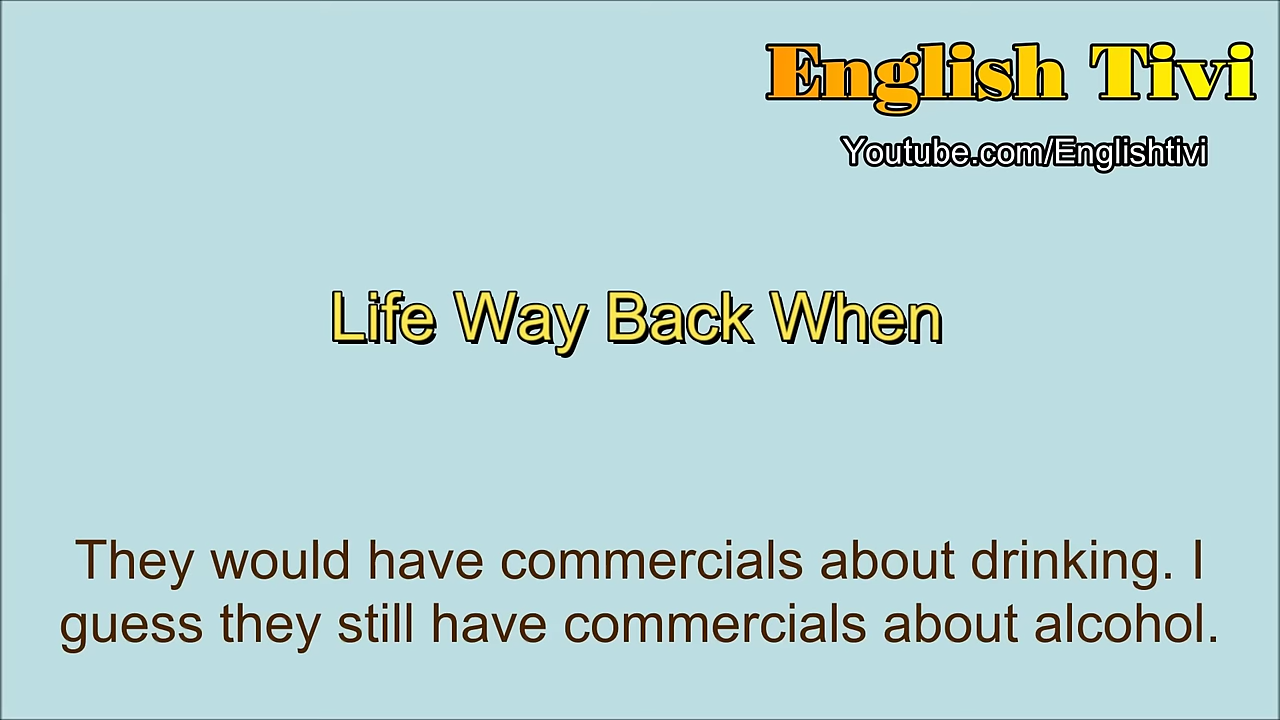 English Tivi
Youtube.com/Englishtivi
Life Way Back When
They would have commercials about drinking. I
guess they still have commercials about alcohol.